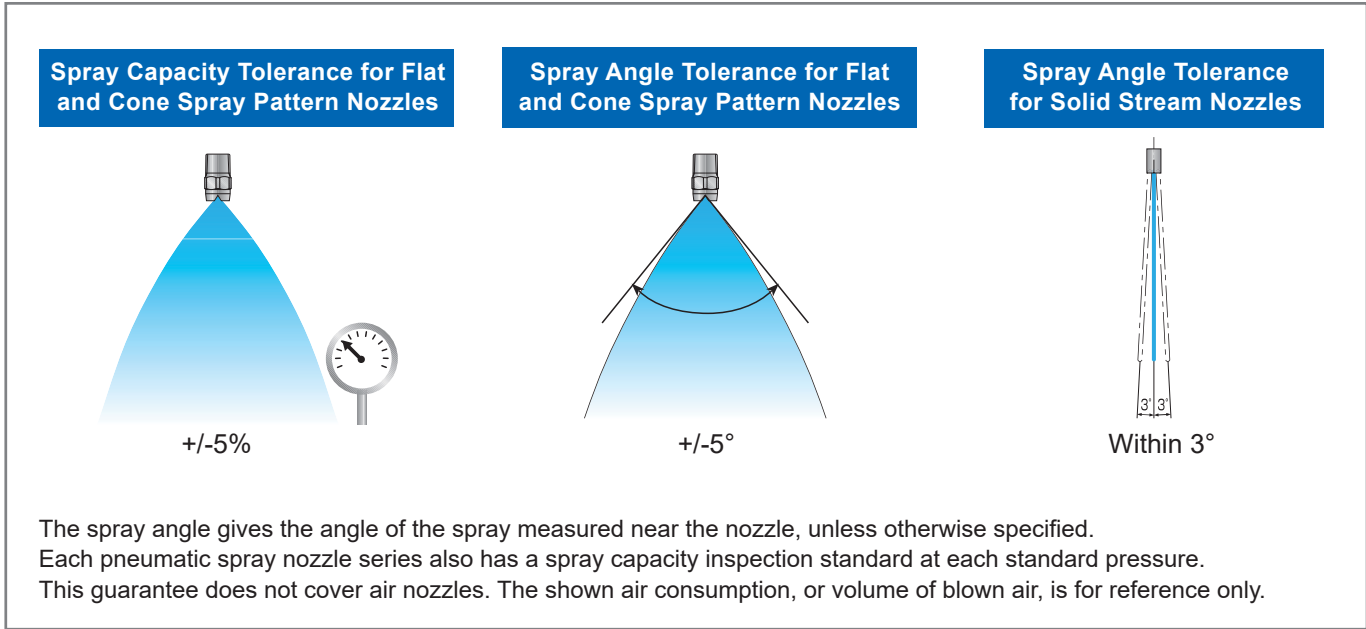 Spray Capacity Tolerance for Flat
and Cone Spray Pattern Nozzles
Spray Angle Tolerance for Flat
and Cone Spray Pattern Nozzles
Spray Angle Tolerance
for Solid Stream Nozzles
3° 3°
+/-5%
+/-5°
Within 3°
The spray angle gives the angle of the spray measured near the nozzle, unless otherwise specified.
Each pneumatic spray nozzle series also has a spray capacity inspection standard at each standard pressure.
This guarantee does not cover air nozzles. The shown air consumption, or volume of blown air, is for reference only.